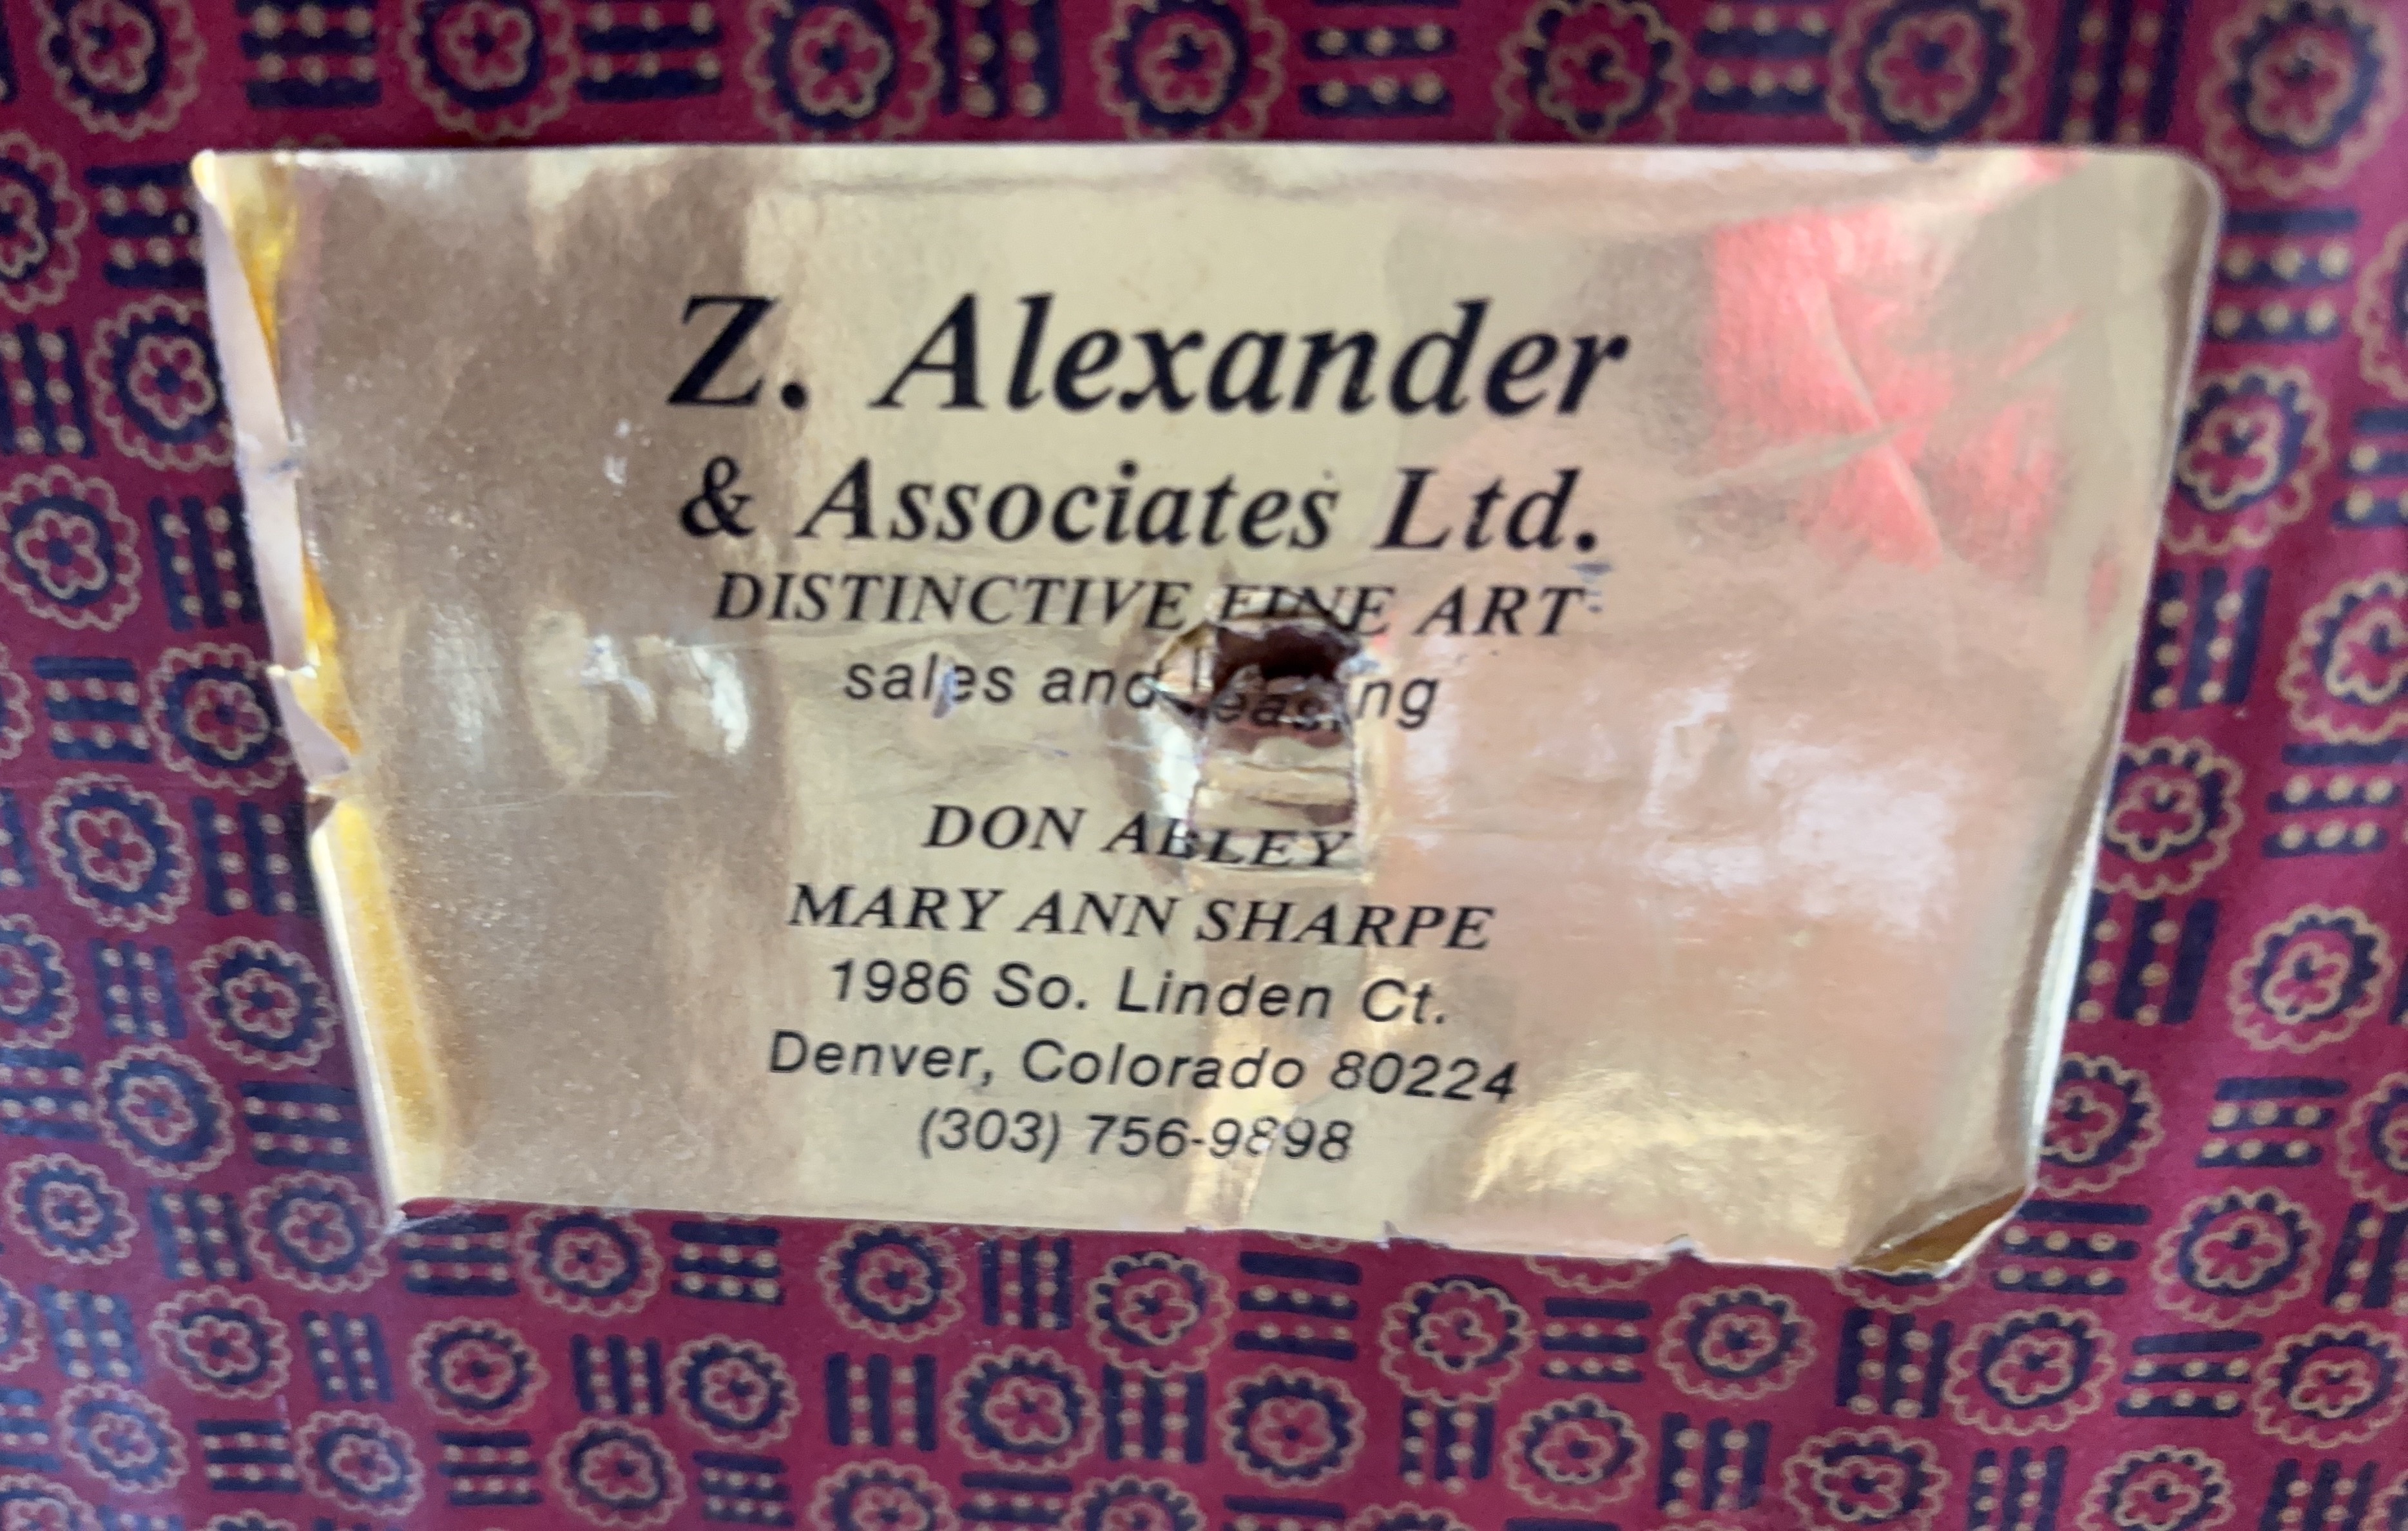 Z. Alexander
& Associates Ltd.
DISTINCTIVE FINE ART
sales and leasing
DON ABLEY
MARY ANN SHARPE
1986 So. Linden Ct.
Denver, Colorado 80224
(303) 756-9898